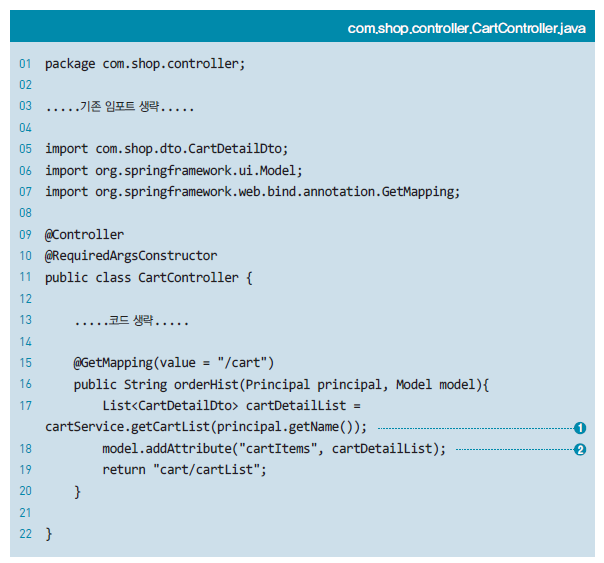 com.shop.controller.CartController.java
01 package com.shop.controller;
02
03 .....기존 임포트 생략.....
04
05 import com.shop.dto.CartDetailDto;
06 import org.springframework.ui.Model;
07 import org.springframework.web.bind.annotation.GetMapping;
08
09 @Controller
10 @RequiredArgsConstructor
11 public class CartController {
12
13     .....코드 생략.....
14
15     @GetMapping(value = "/cart")
16     public String orderHist(Principal principal, Model model){
17         List<CartDetailDto> cartDetailList =
cartService.getCartList(principal.getName()); ❶
18         model.addAttribute("cartItems", cartDetailList); ❷
19         return "cart/cartList";
20     }
21
22 }